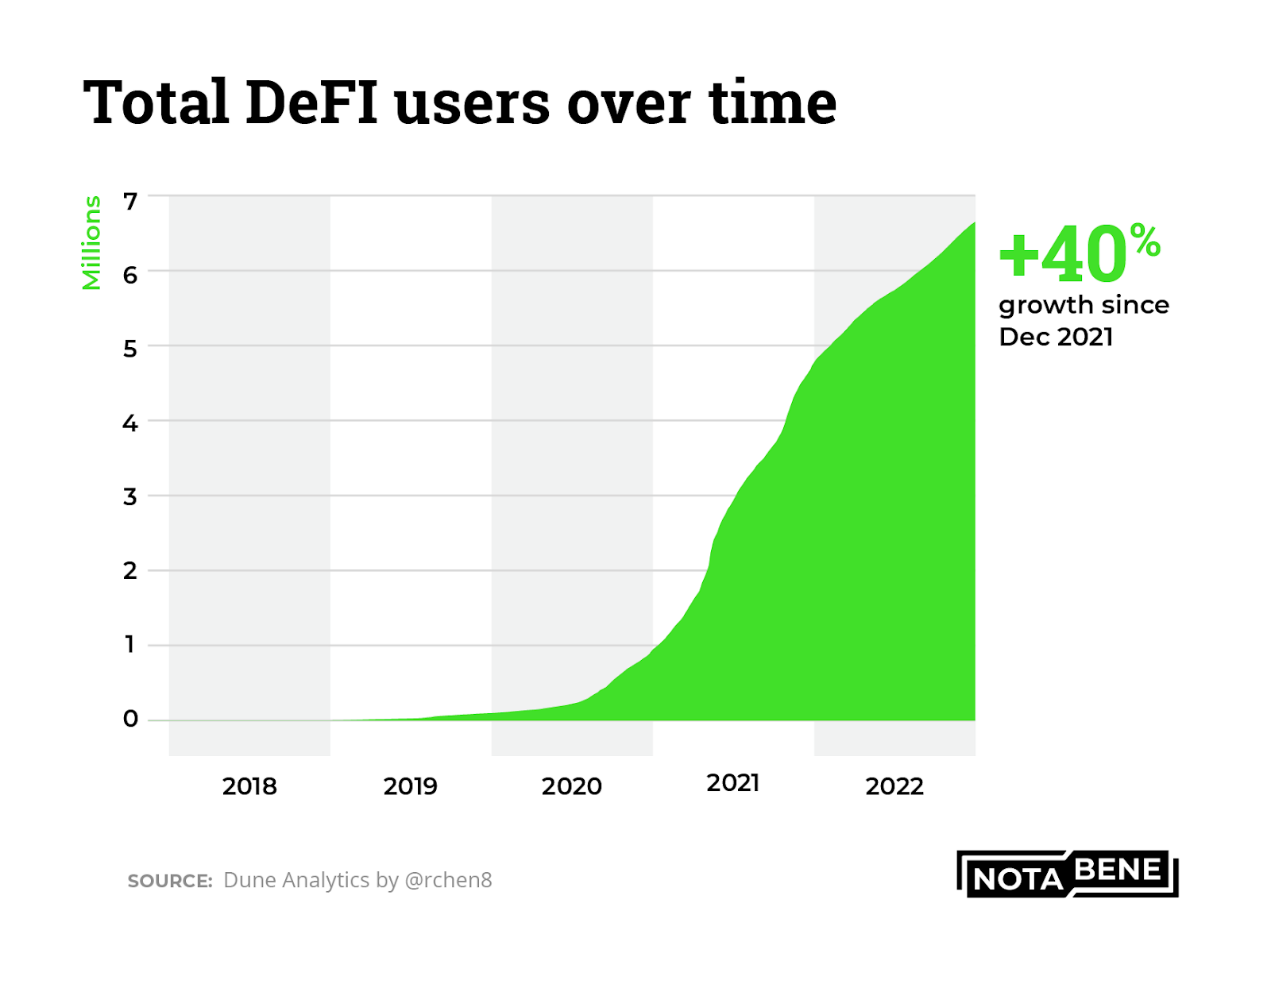 Total DeFI users over time
Millions
7
6
5
4
3
2
1
0
+40%
growth since
Dec 2021
2018 2019 2020 2021 2022
SOURCE: Dune Analytics by @rchen8
NOTA BENE